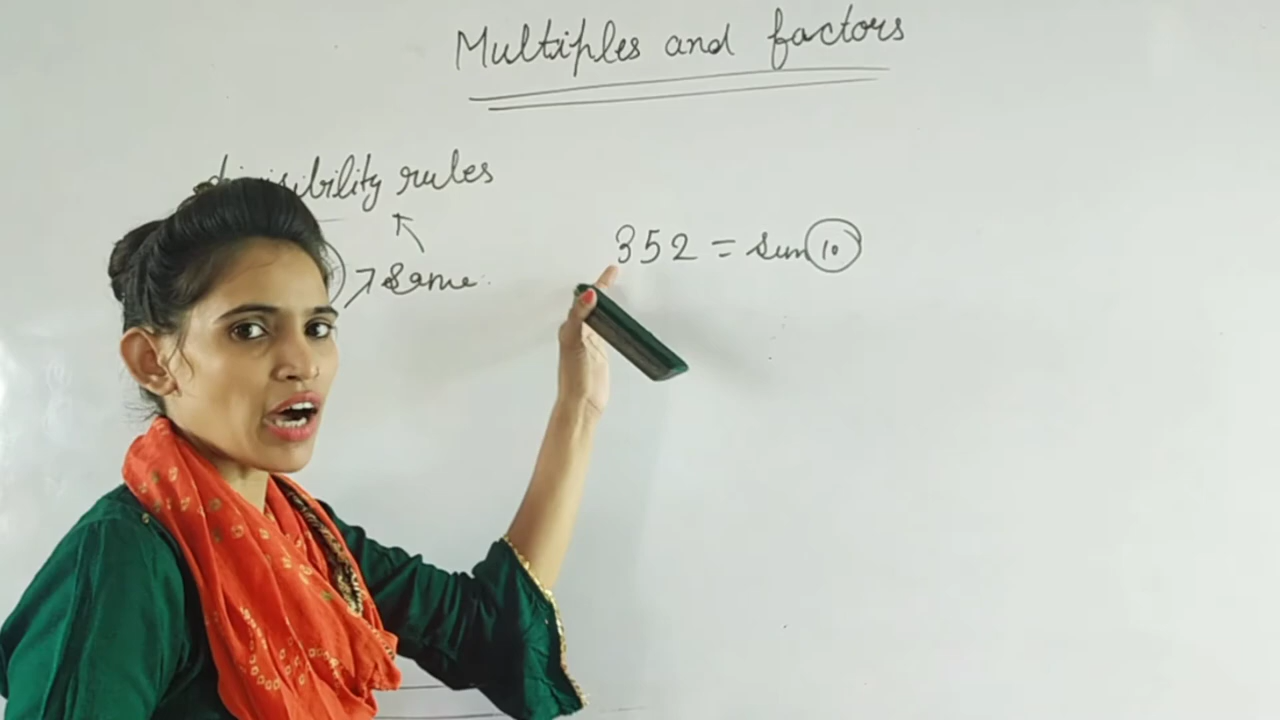 Multiples and factors
divisibility rules
same
352 = sum 10